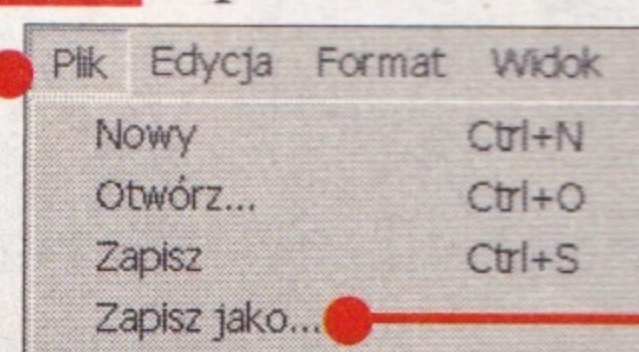 Plik Edycja Format Widok
Nowy Ctrl+N
Otwórz... Ctrl+O
Zapisz Ctrl+S
Zapisz jako...